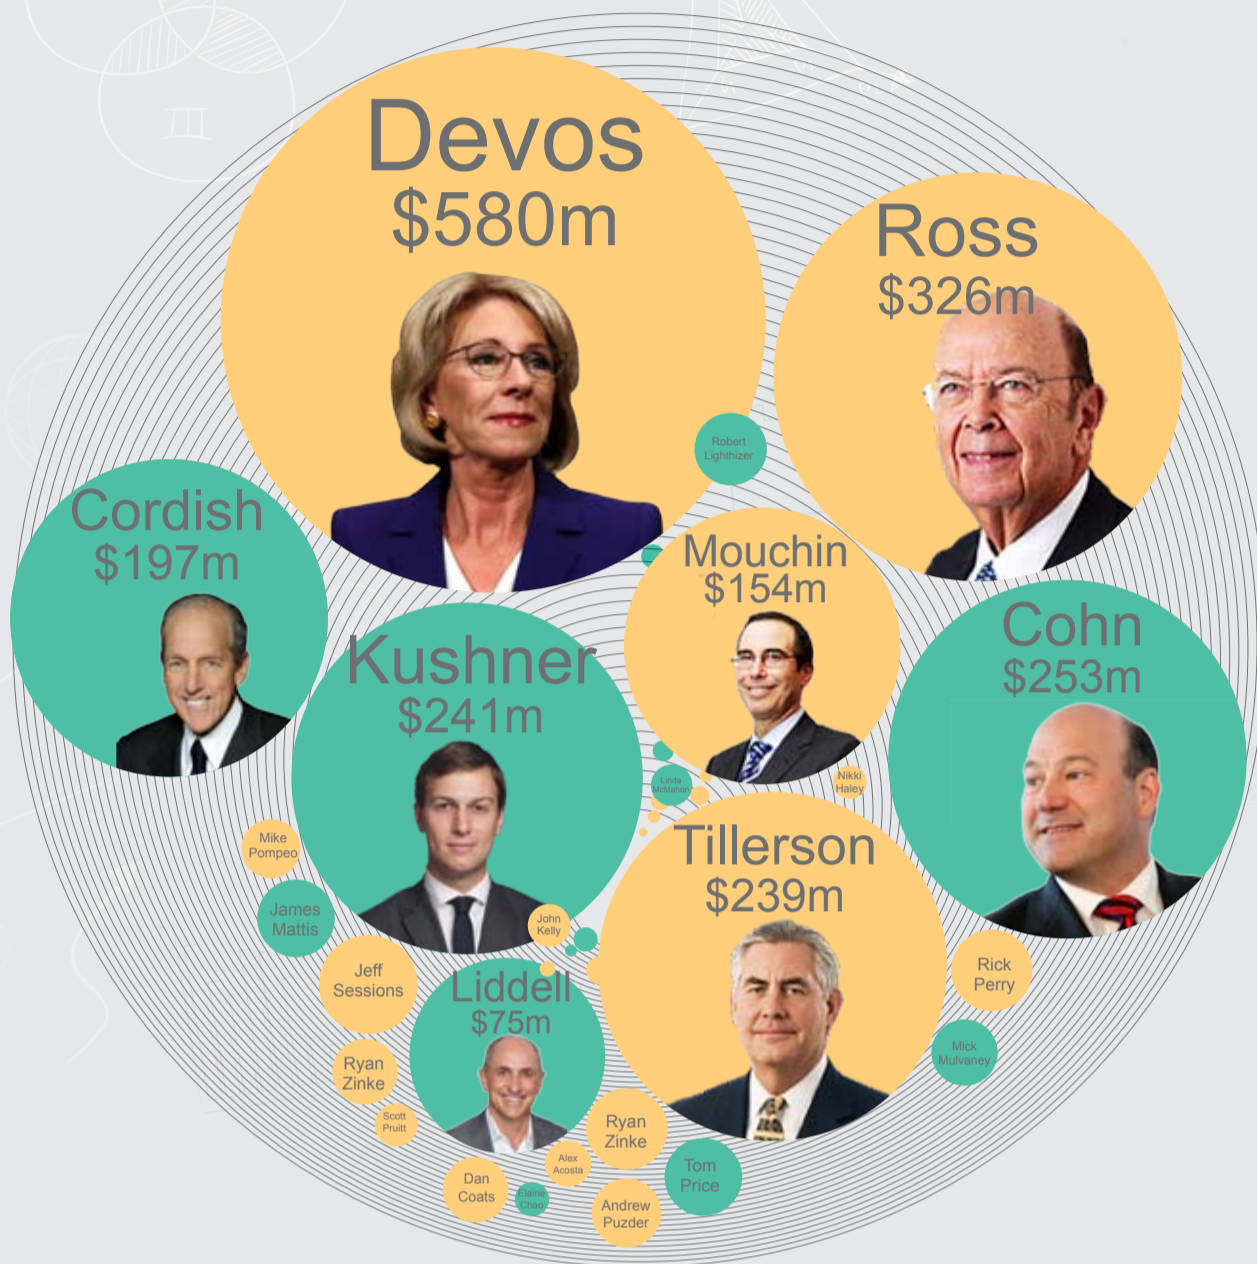 Devos
$580m
Ross
$326m
Robert
Lighthizer
Cordish
$197m
Mouchin
$154m
Kushner
$241m
Cohn
$253m
Linda
McMahon
Nikki
Haley
Mike
Pompeo
Tillerson
$239m
James
Mattis
John
Kelly
Jeff
Sessions
Liddell
$75m
Rick
Perry
Mick
Mulvaney
Ryan
Zinke
Scott
Pruitt
Ryan
Zinke
Alex
Acosta
Tom
Price
Dan
Coats
Elaine
Chao
Andrew
Puzder